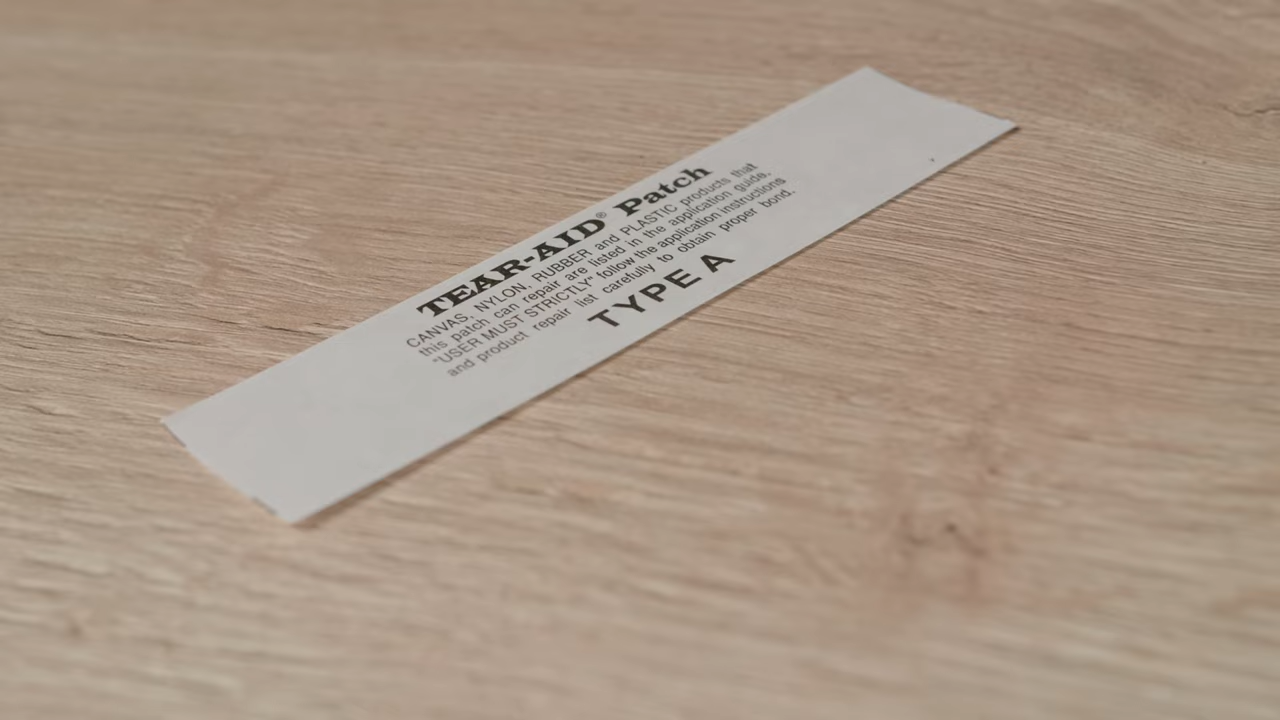 TEAR-AID® Patch
CANVAS, NYLON, RUBBER and PLASTIC products that
this patch can repair are listed in the application guide.
"USER MUST STRICTLY" follow the application instructions
and product repair list carefully to obtain proper bond.
TYPE A